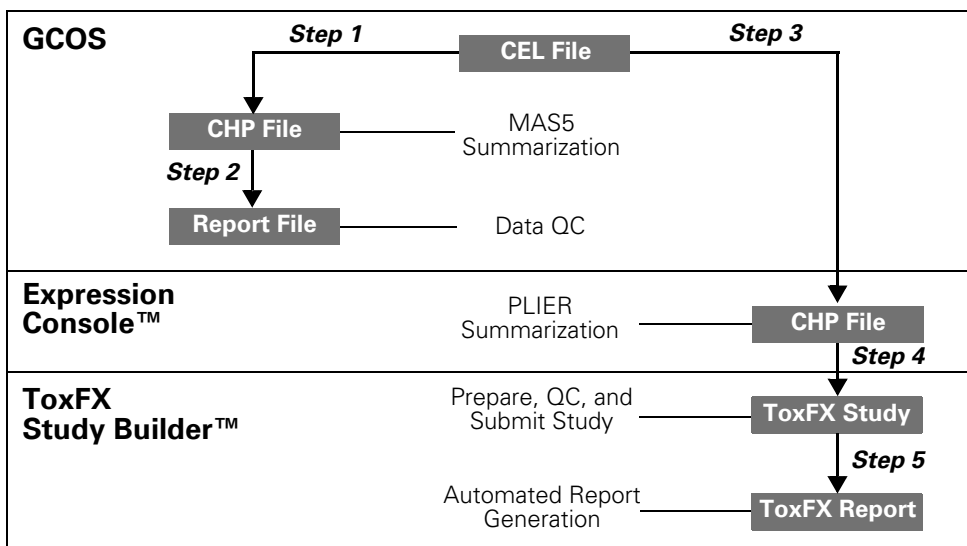 GCOS
Step 1
CEL File
Step 3
CHP File
MAS5
Summarization
Step 2
Report File
Data QC
Expression
Console™
PLIER
Summarization
CHP File
Step 4
ToxFX
Study Builder™
Prepare, QC, and
Submit Study
ToxFX Study
Step 5
Automated Report
Generation
ToxFX Report